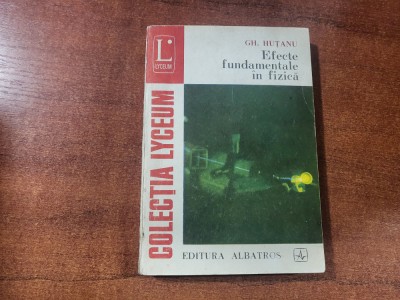 L
LYCEUM
COLECȚIA LYCEUM
GH. HUȚANU
Efecte
fundamentale
în fizică
EDITURA ALBATROS